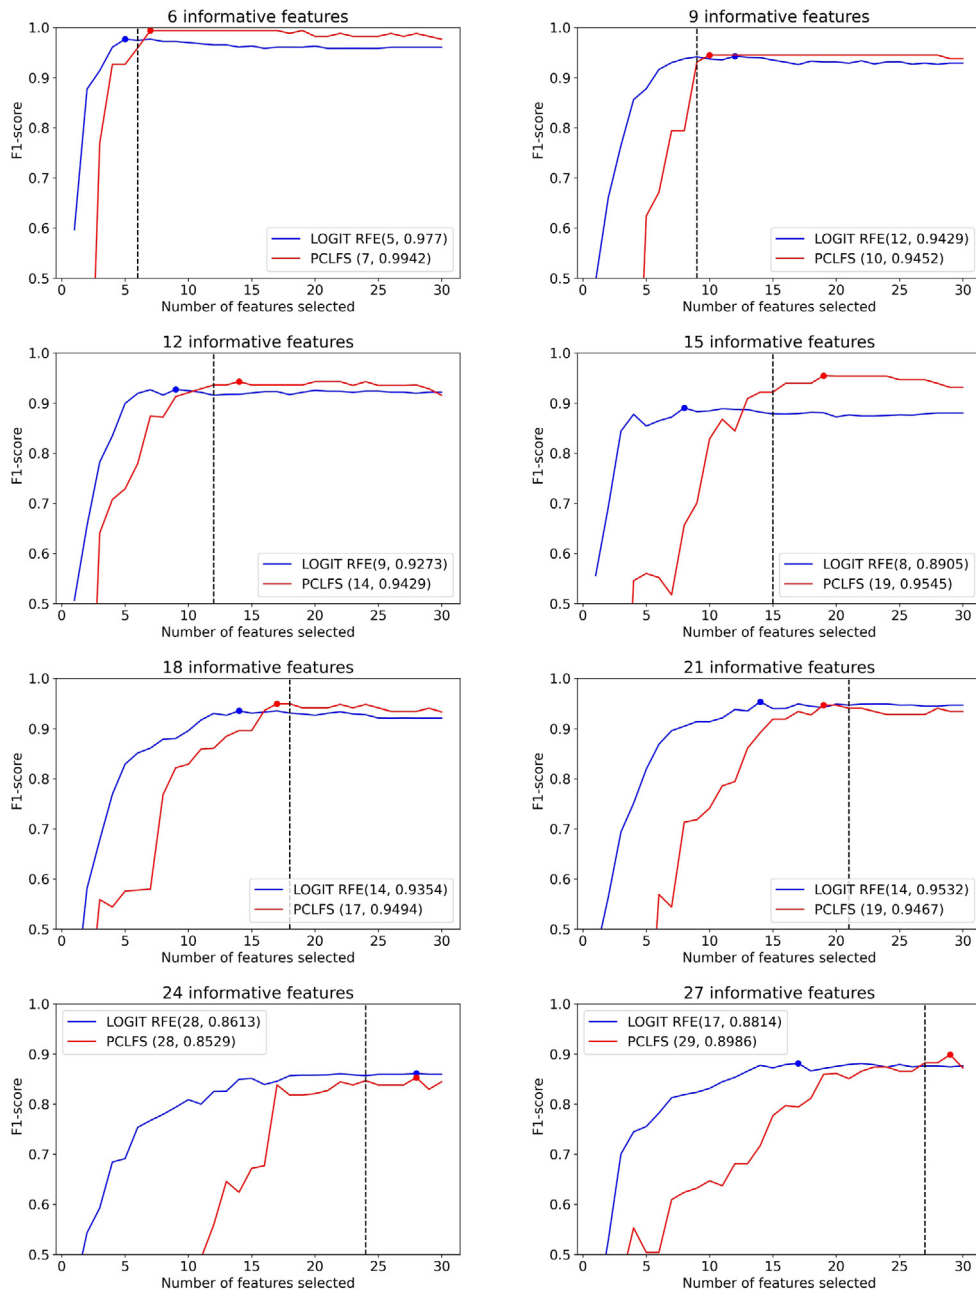 6 informative features
1.0
0.9
0.8
0.7
0.6
0.5
F1-score
LOGIT RFE(5, 0.977)
PCLFS (7, 0.9942)
0 5 10 15 20 25 30
Number of features selected
9 informative features
1.0
0.9
0.8
0.7
0.6
0.5
F1-score
LOGIT RFE(12, 0.9429)
PCLFS (10, 0.9452)
0 5 10 15 20 25 30
Number of features selected
12 informative features
1.0
0.9
0.8
0.7
0.6
0.5
F1-score
LOGIT RFE(9, 0.9273)
PCLFS (14, 0.9429)
0 5 10 15 20 25 30
Number of features selected
15 informative features
1.0
0.9
0.8
0.7
0.6
0.5
F1-score
LOGIT RFE(8, 0.8905)
PCLFS (19, 0.9545)
0 5 10 15 20 25 30
Number of features selected
18 informative features
1.0
0.9
0.8
0.7
0.6
0.5
F1-score
LOGIT RFE(14, 0.9354)
PCLFS (17, 0.9494)
0 5 10 15 20 25 30
Number of features selected
21 informative features
1.0
0.9
0.8
0.7
0.6
0.5
F1-score
LOGIT RFE(14, 0.9532)
PCLFS (19, 0.9467)
0 5 10 15 20 25 30
Number of features selected
24 informative features
1.0
0.9
0.8
0.7
0.6
0.5
F1-score
LOGIT RFE(28, 0.8613)
PCLFS (28, 0.8529)
0 5 10 15 20 25 30
Number of features selected
27 informative features
1.0
0.9
0.8
0.7
0.6
0.5
F1-score
LOGIT RFE(17, 0.8814)
PCLFS (29, 0.8986)
0 5 10 15 20 25 30
Number of features selected